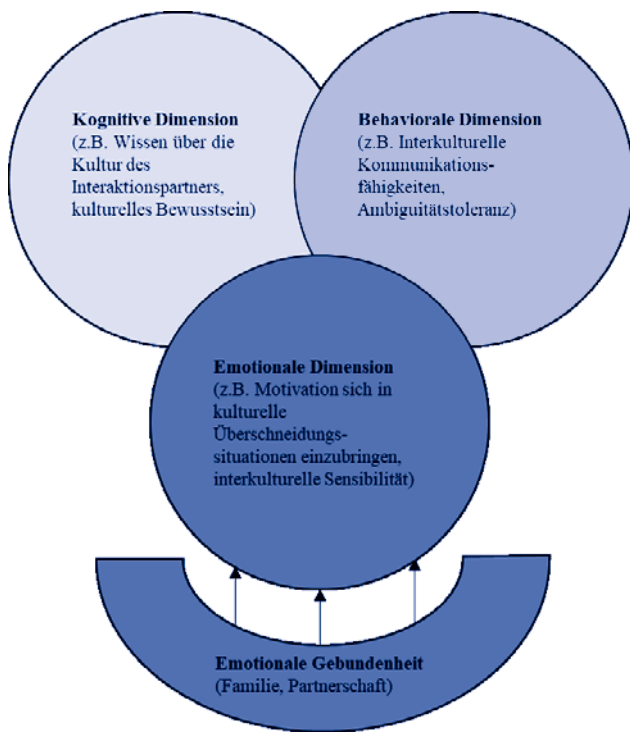 Kognitive Dimension
(z.B. Wissen über die
Kultur des
Interaktionspartners,
kulturelles Bewusstsein)
Behaviorale Dimension
(z.B. Interkulturelle
Kommunikations-
fähigkeiten,
Ambiguitätstoleranz)
Emotionale Dimension
(z.B. Motivation sich in
kulturelle
Überschneidungs-
situationen einzubringen,
interkulturelle Sensibilität)
Emotionale Gebundenheit
(Familie, Partnerschaft)